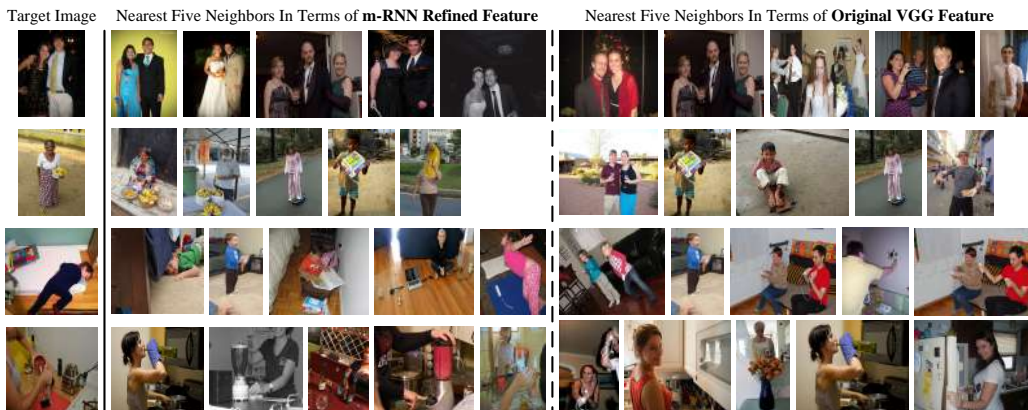 Target Image
Nearest Five Neighbors In Terms of m-RNN Refined Feature
Nearest Five Neighbors In Terms of Original VGG Feature